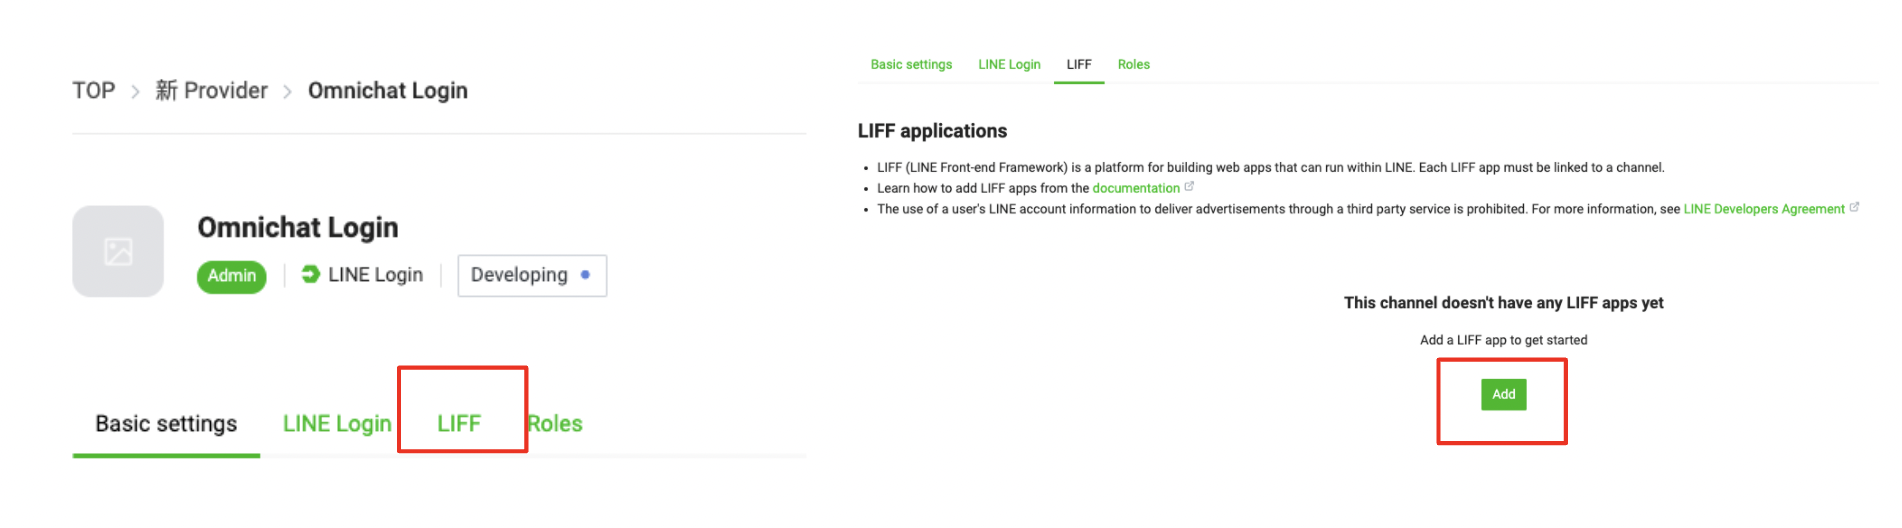 TOP > 新 Provider > Omnichat Login
Omnichat Login
Admin
LINE Login
Developing
Basic settings
LINE Login
LIFF
Roles
Basic settings
LINE Login
LIFF
Roles
LIFF applications
• LIFF (LINE Front-end Framework) is a platform for building web apps that can run within LINE. Each LIFF app must be linked to a channel.
• Learn how to add LIFF apps from the documentation
• The use of a user's LINE account information to deliver advertisements through a third party service is prohibited. For more information, see LINE Developers Agreement
This channel doesn't have any LIFF apps yet
Add a LIFF app to get started
Add